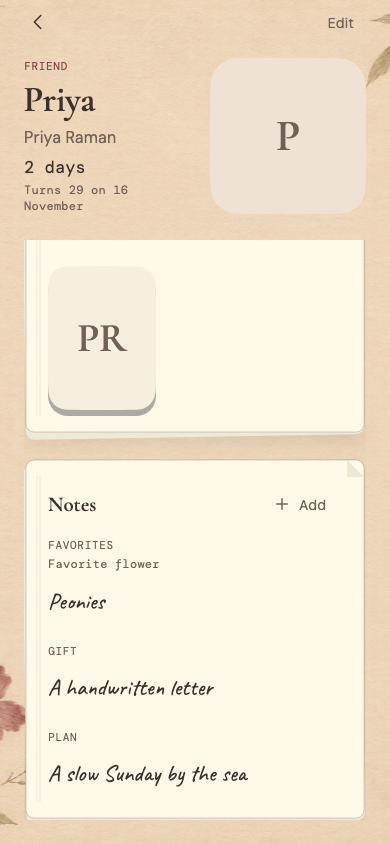 Edit
FRIEND
Priya
Priya Raman
2 days
Turns 29 on 16
November
P
PR
Notes
+ Add
FAVORITES
Favorite flower
Peonies
GIFT
A handwritten letter
PLAN
A slow Sunday by the sea